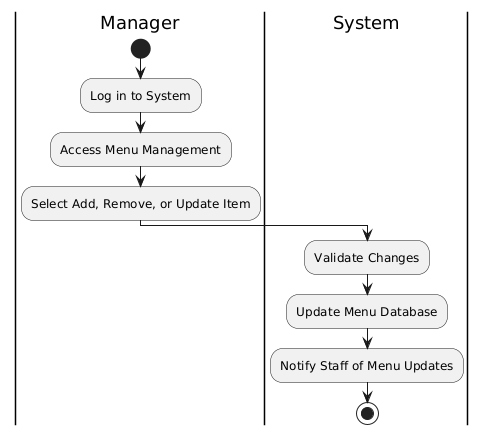 Manager
System
Log in to System
Access Menu Management
Select Add, Remove, or Update Item
Validate Changes
Update Menu Database
Notify Staff of Menu Updates